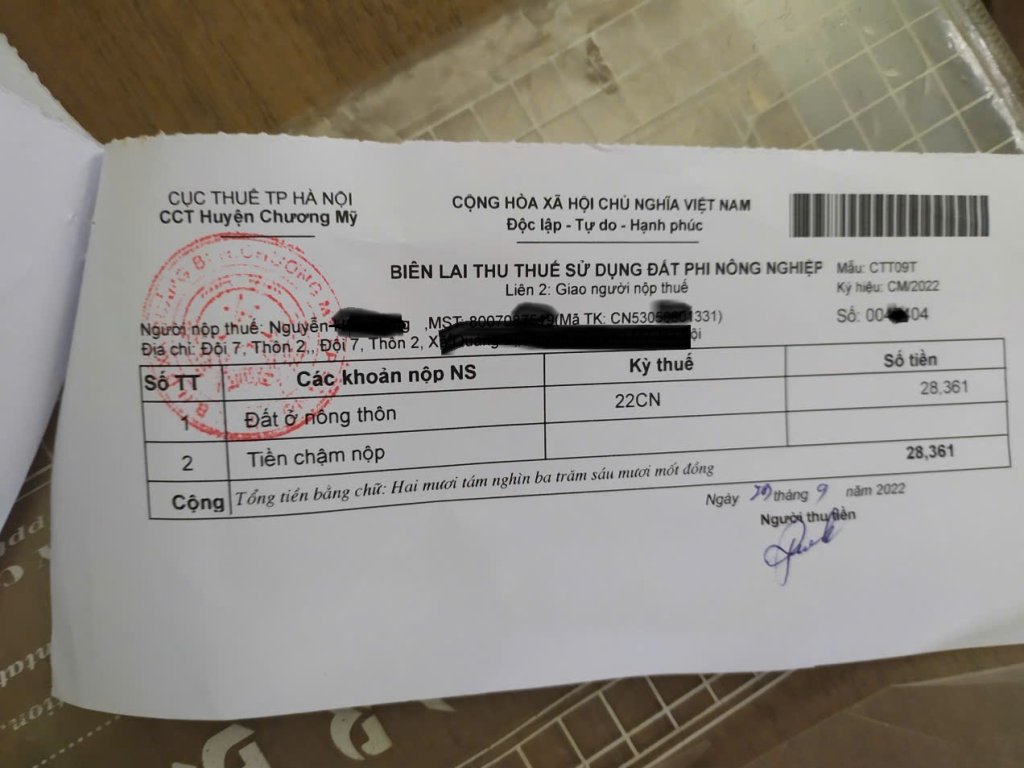 CỤC THUẾ TP HÀ NỘI
CCT Huyện Chương Mỹ
CỘNG HÒA XÃ HỘI CHỦ NGHĨA VIỆT NAM
Độc lập - Tự do - Hạnh phúc
BIÊN LAI THU THUẾ SỬ DỤNG ĐẤT PHI NÔNG NGHIỆP
Liên 2: Giao người nộp thuế
Mẫu: CTT09T
Ký hiệu: CM/2022
Số:
Người nộp thuế: Nguyễn ,MST: (Mã TK:
Địa chỉ: Đội 7, Thôn 2,, Đội 7, Thôn 2,
Số TT Các khoản nộp NS Kỳ thuế Số tiền
1 Đất ở nông thôn 22CN 28,361
2 Tiền chậm nộp
28,361
Cộng Tổng tiền bằng chữ: Hai mươi tám nghìn ba trăm sáu mươi mốt đồng
Ngày tháng 9 năm 2022
Người thu tiền